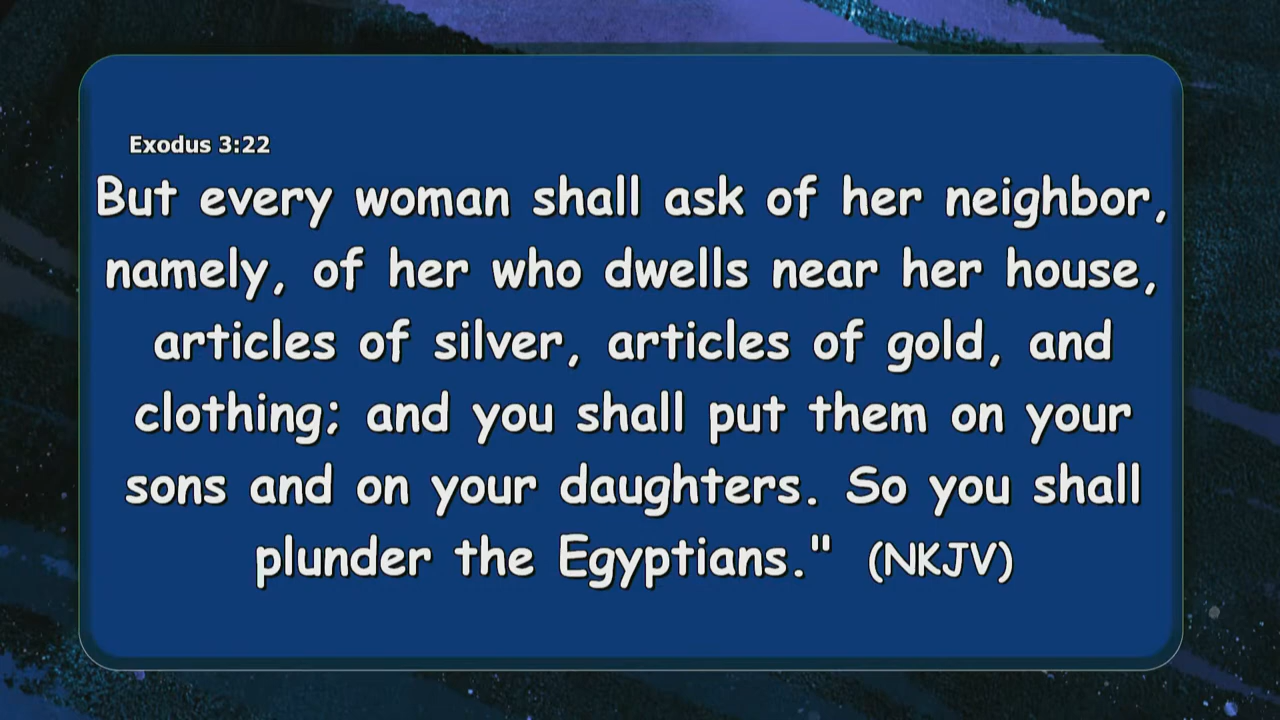 Exodus 3:22
But every woman shall ask of her neighbor,
namely, of her who dwells near her house,
articles of silver, articles of gold, and
clothing; and you shall put them on your
sons and on your daughters. So you shall
plunder the Egyptians." (NKJV)